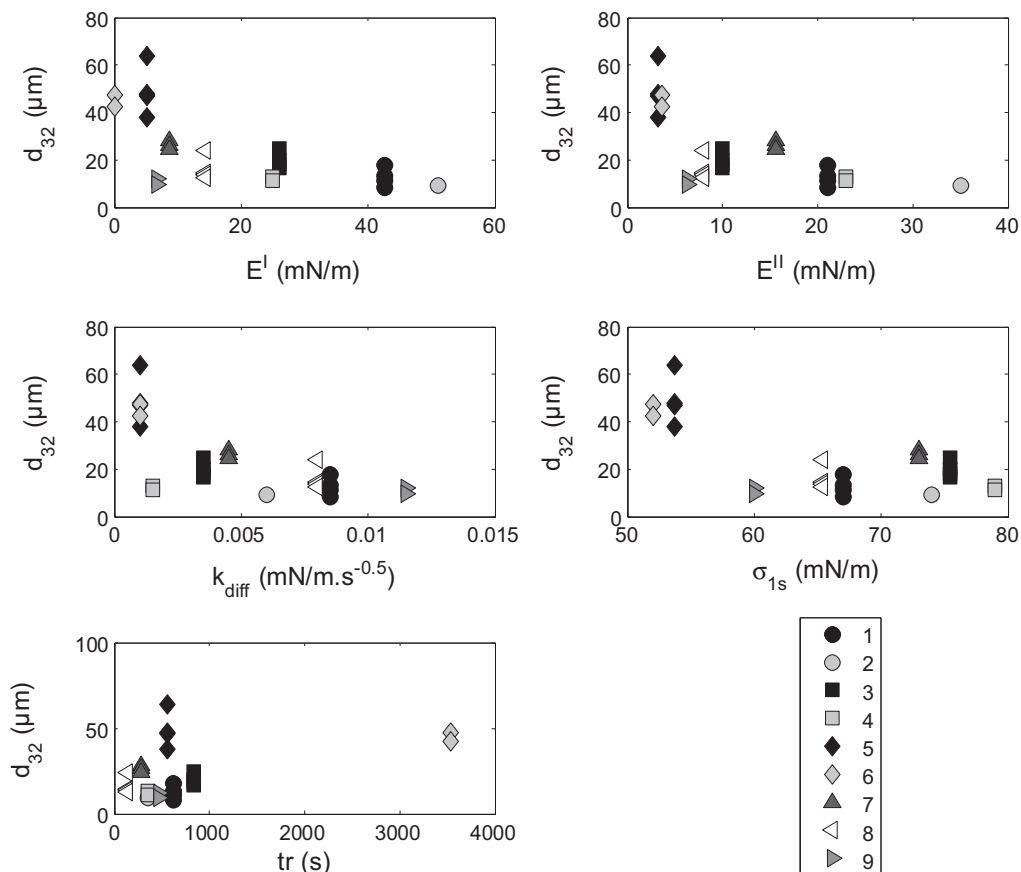 80
60
40
20
0
d32 (µm)
0 20 40 60
E^I (mN/m)
80
60
40
20
0
d32 (µm)
0 10 20 30 40
E^II (mN/m)
80
60
40
20
0
d32 (µm)
0 0.005 0.01 0.015
kdiff (mN/m.s^-0.5)
80
60
40
20
0
d32 (µm)
50 60 70 80
σ1s (mN/m)
100
50
0
d32 (µm)
0 1000 2000 3000 4000
tr (s)
1
2
3
4
5
6
7
8
9